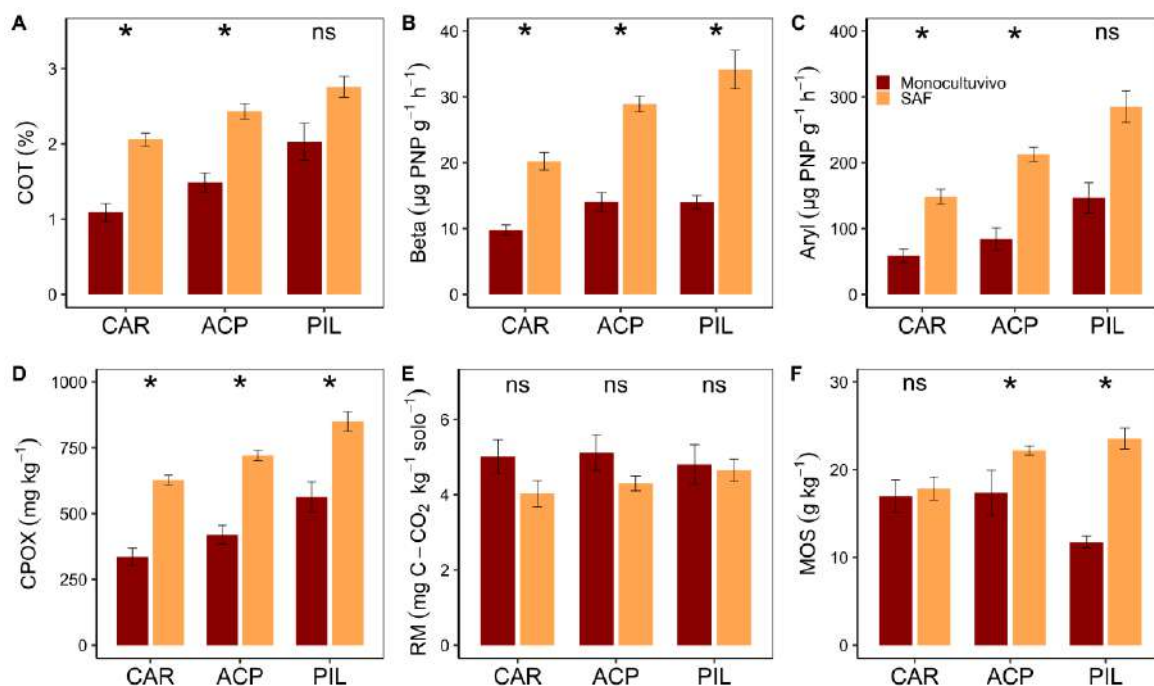 A
* * ns
COT (%)
3
2
1
0
CAR ACP PIL
B
* * *
Beta (µg PNP g⁻¹ h⁻¹)
40
30
20
10
0
CAR ACP PIL
C
* * ns
Monocultuvivo
SAF
Aryl (µg PNP g⁻¹ h⁻¹)
400
300
200
100
0
CAR ACP PIL
D
* * *
CPOX (mg kg⁻¹)
1000
750
500
250
0
CAR ACP PIL
E
ns ns ns
RM (mg C − CO₂ kg⁻¹ solo⁻¹)
6
4
2
0
CAR ACP PIL
F
ns * *
MOS (g kg⁻¹)
30
20
10
0
CAR ACP PIL